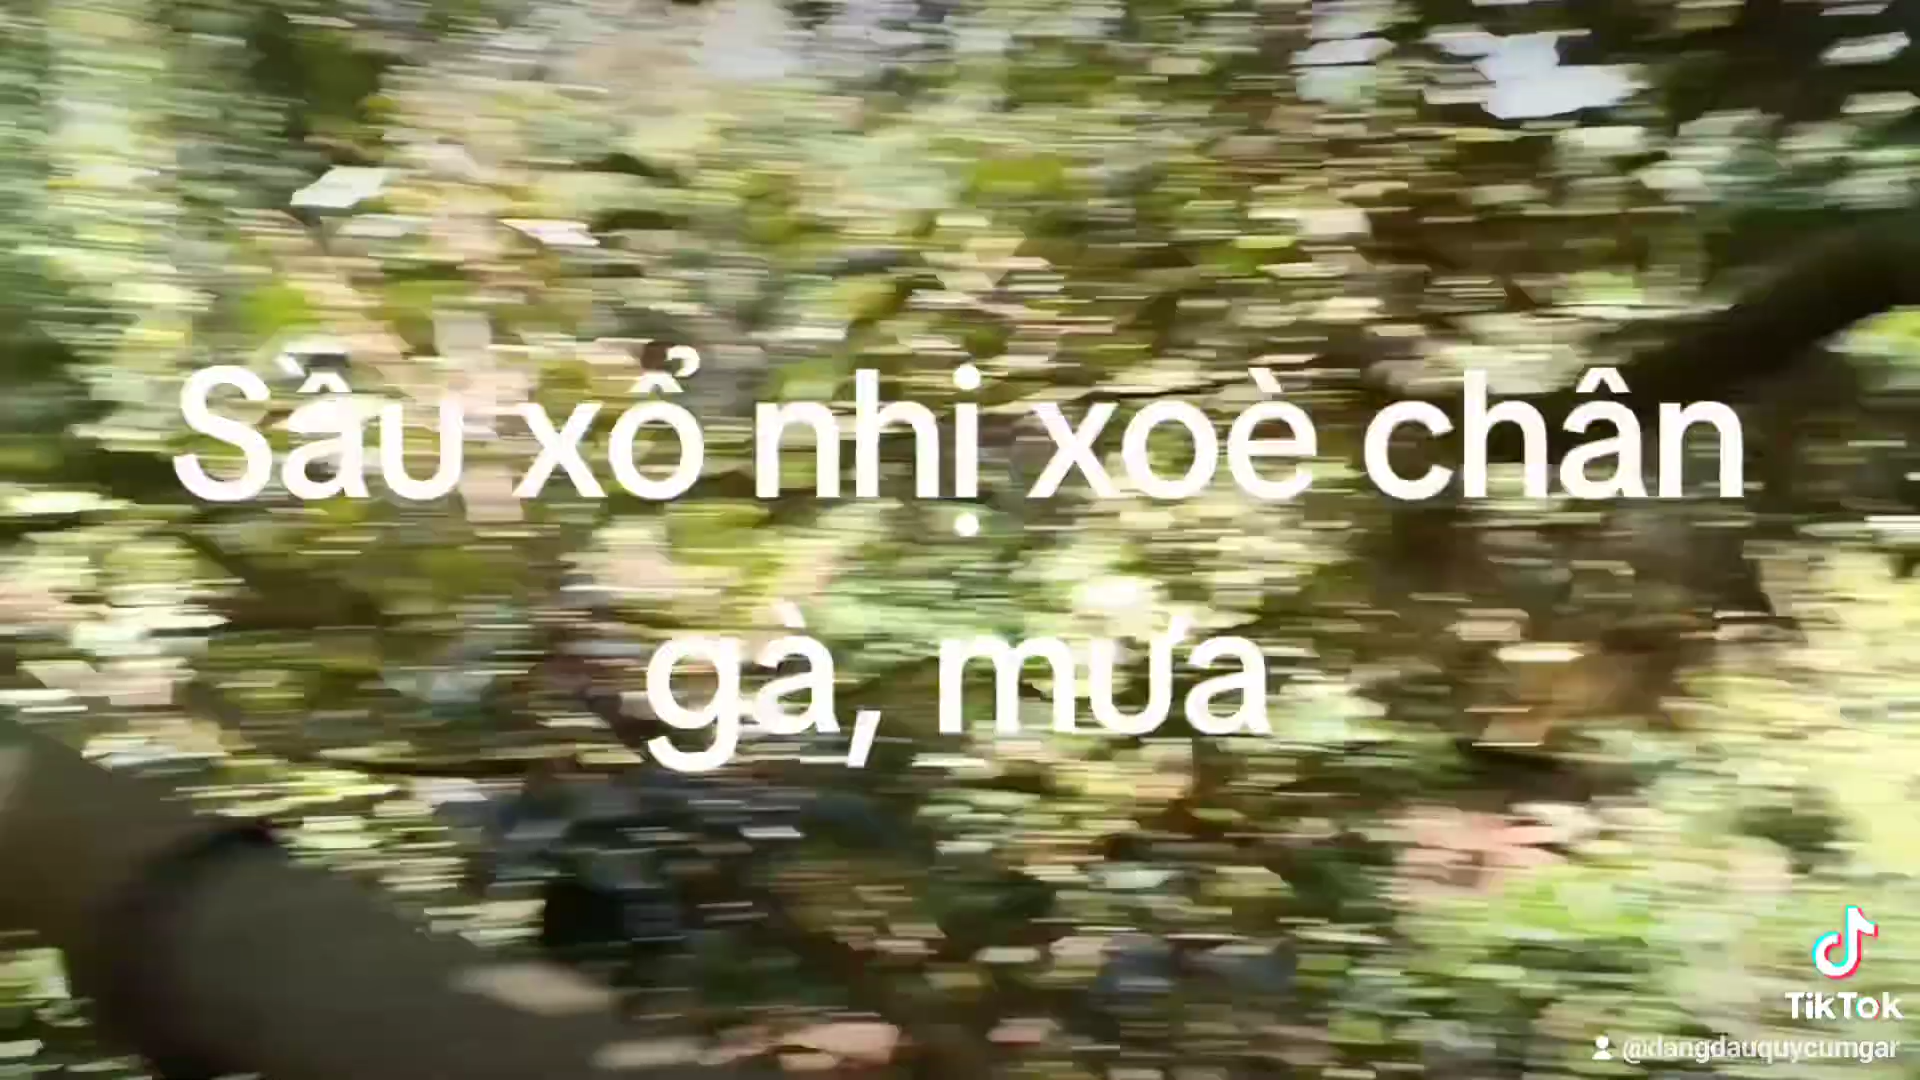 Sầu xổ nhị xoè chân
gà, mưa
TikTok
@dangdauquycumgar